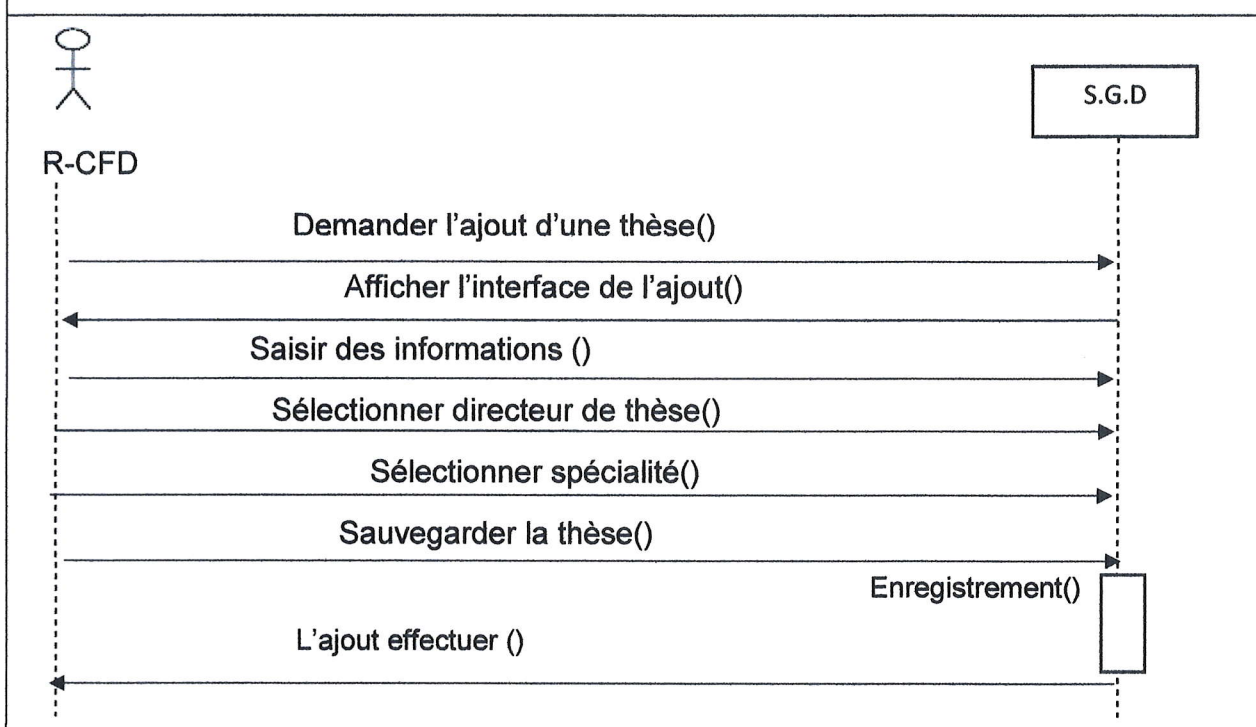 S.G.D
R-CFD
Demander l'ajout d'une thèse()
Afficher l'interface de l'ajout()
Saisir des informations ()
Sélectionner directeur de thèse()
Sélectionner spécialité()
Sauvegarder la thèse()
Enregistrement()
L'ajout effectuer ()